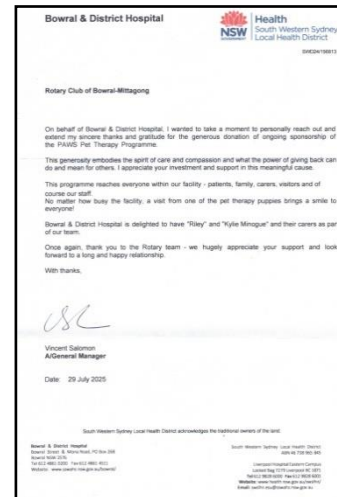 Bowral & District Hospital
NSW
GOVERNMENT
Health
South Western Sydney
Local Health District
Rotary Club of Bowral-Mittagong
On behalf of Bowral & District Hospital, I wanted to take a moment to personally reach out and
extend my sincere thanks and gratitude for the generous donation of ongoing sponsorship of
the PAWS Pet Therapy Programme.
This generosity embodies the spirit of care and compassion and what the power of giving back can
do and mean for others. I appreciate your investment and support in this meaningful cause.
This programme reaches everyone within our facility - patients, family, carers, visitors and of
course our staff.
No matter how busy the facility, a visit from one of the pet therapy puppies brings a smile to
everyone!
Bowral & District Hospital is delighted to have "Riley" and "Kylie Minogue" and their carers as part
of our team.
Once again, thank you to the Rotary team - we hugely appreciate your support and look
forward to a long and happy relationship.
With thanks,
Vincent Salomon
A/General Manager
Date: 29 July 2025
South Western Sydney Local Health District acknowledges the traditional owners of the land.
Bowral & District Hospital
South Western Sydney Local Health District
Liverpool Hospital Eastern Campus